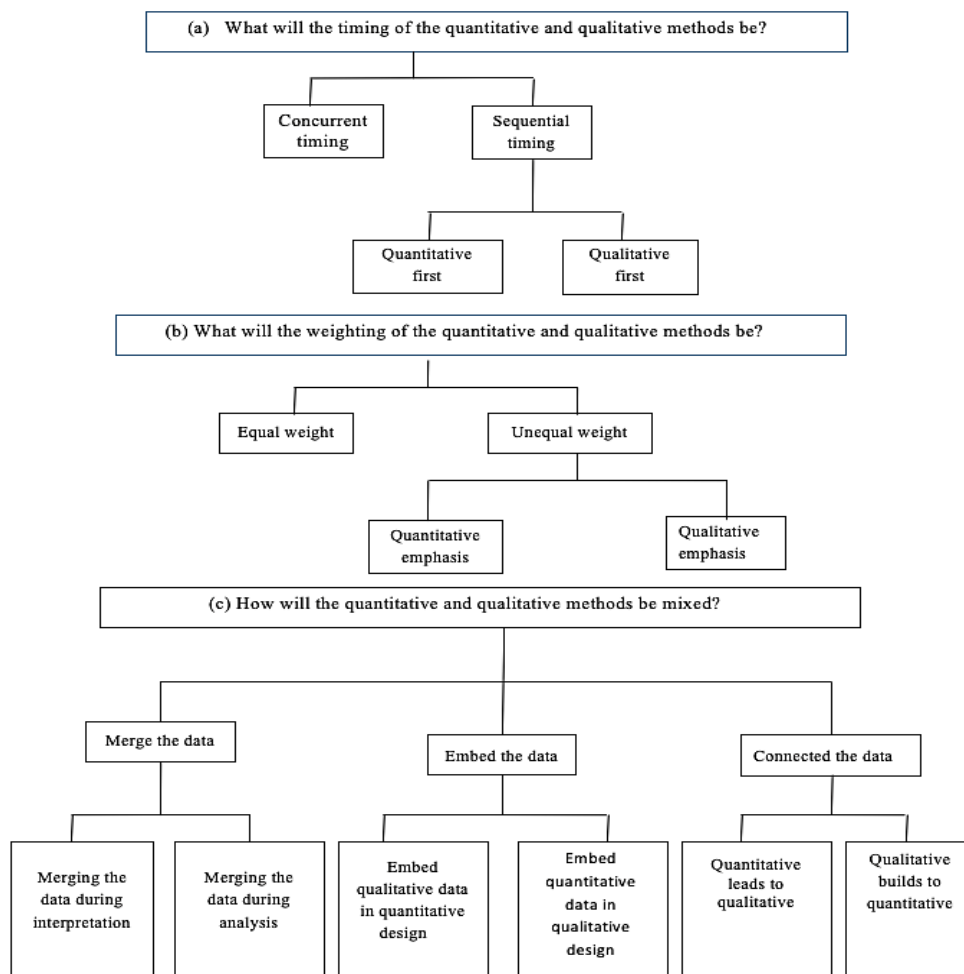 (a) What will the timing of the quantitative and qualitative methods be?
Concurrent
timing
Sequential
timing
Quantitative
first
Qualitative
first
(b) What will the weighting of the quantitative and qualitative methods be?
Equal weight
Unequal weight
Quantitative
emphasis
Qualitative
emphasis
(c) How will the quantitative and qualitative methods be mixed?
Merge the data
Embed the data
Connected the data
Merging the
data during
interpretation
Merging the
data during
analysis
Embed
qualitative data
in quantitative
design
Embed
quantitative
data in
qualitative
design
Quantitative
leads to
qualitative
Qualitative
builds to
quantitative